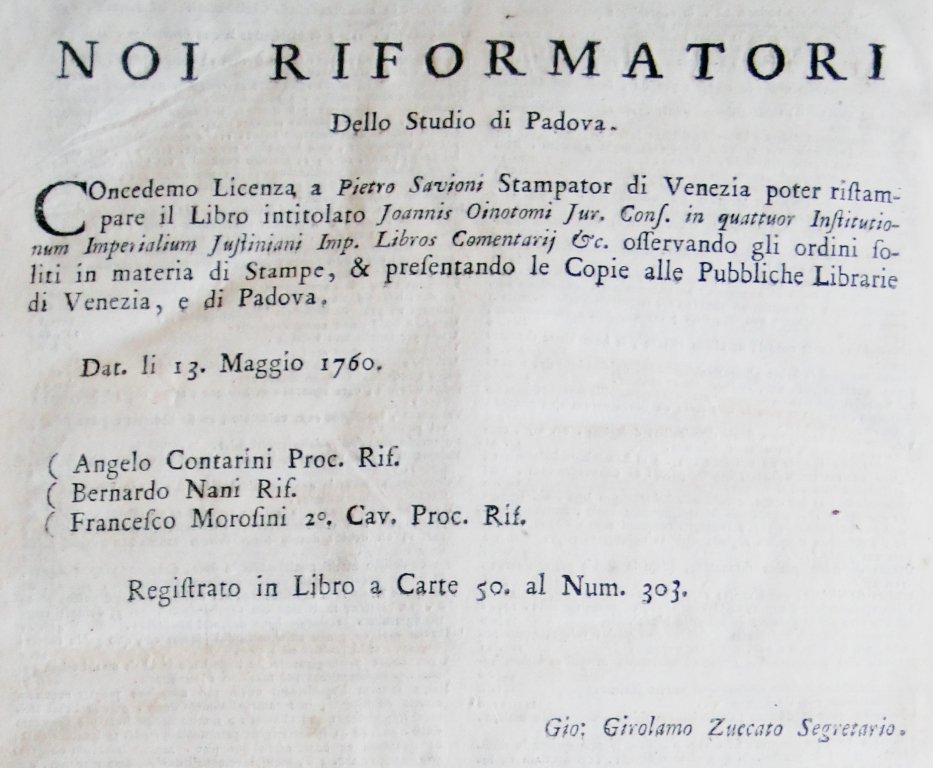 NOI RIFORMATORI
Dello Studio di Padova.
COncedemo Licenza a Pietro Savioni Stampator di Venezia poter riſtam-
pare il Libro intitolato Joannis Oinotomi Jur. Conſ. in quattuor Inſtitutio-
num Imperialium Juſtiniani Imp. Libros Comentarij &c. oſſervando gli ordini ſo-
liti in materia di Stampe, & preſentando le Copie alle Pubbliche Librarie
di Venezia, e di Padova.
Dat. li 13. Maggio 1760.
( Angelo Contarini Proc. Rif.
( Bernardo Nani Rif.
( Franceſco Moroſini 2º. Cav. Proc. Rif.
Regiſtrato in Libro a Carte 50. al Num. 303.
Gio: Girolamo Zuccato Segretario.